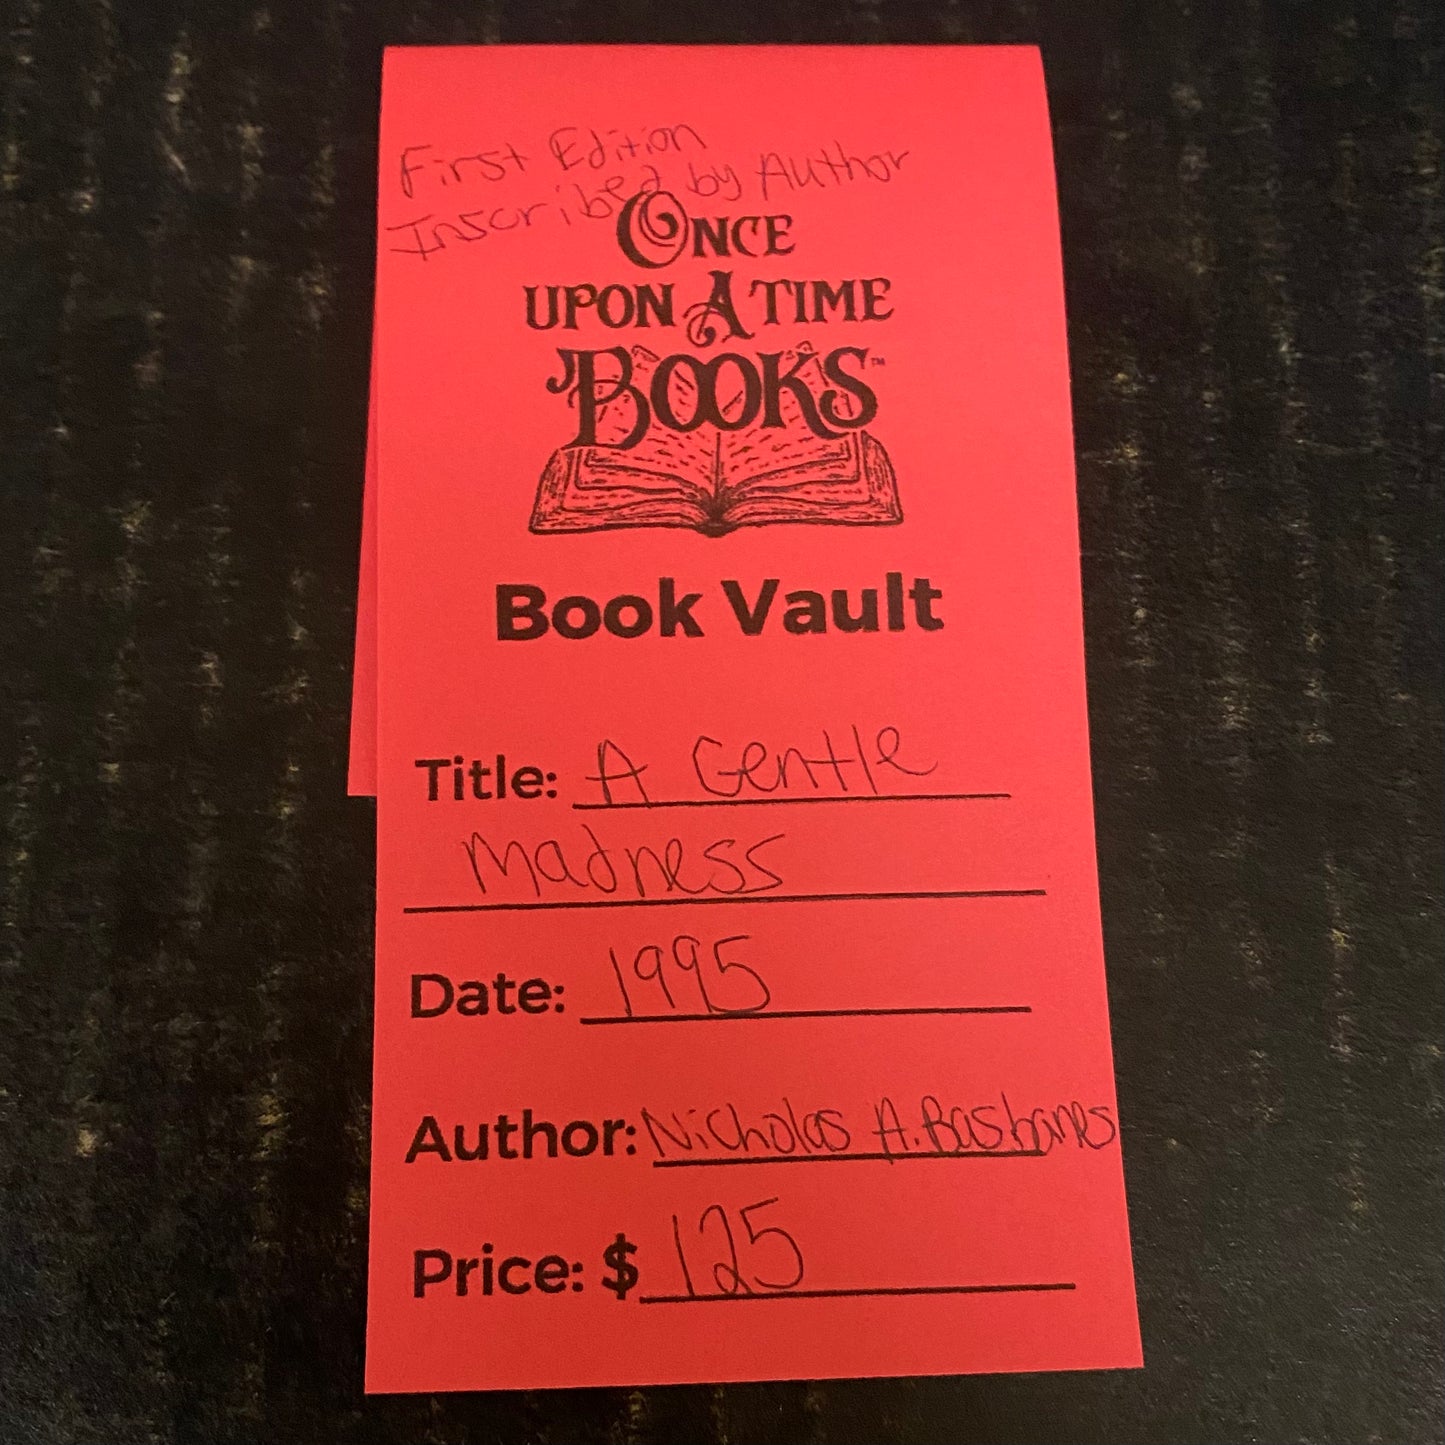 First Edition
Inscribed by Author
ONCE
UPON A TIME
BOOKS™
Book Vault
Title: A Gentle
Madness
Date: 1995
Author: Nicholas A. Basbanes
Price: $ 125